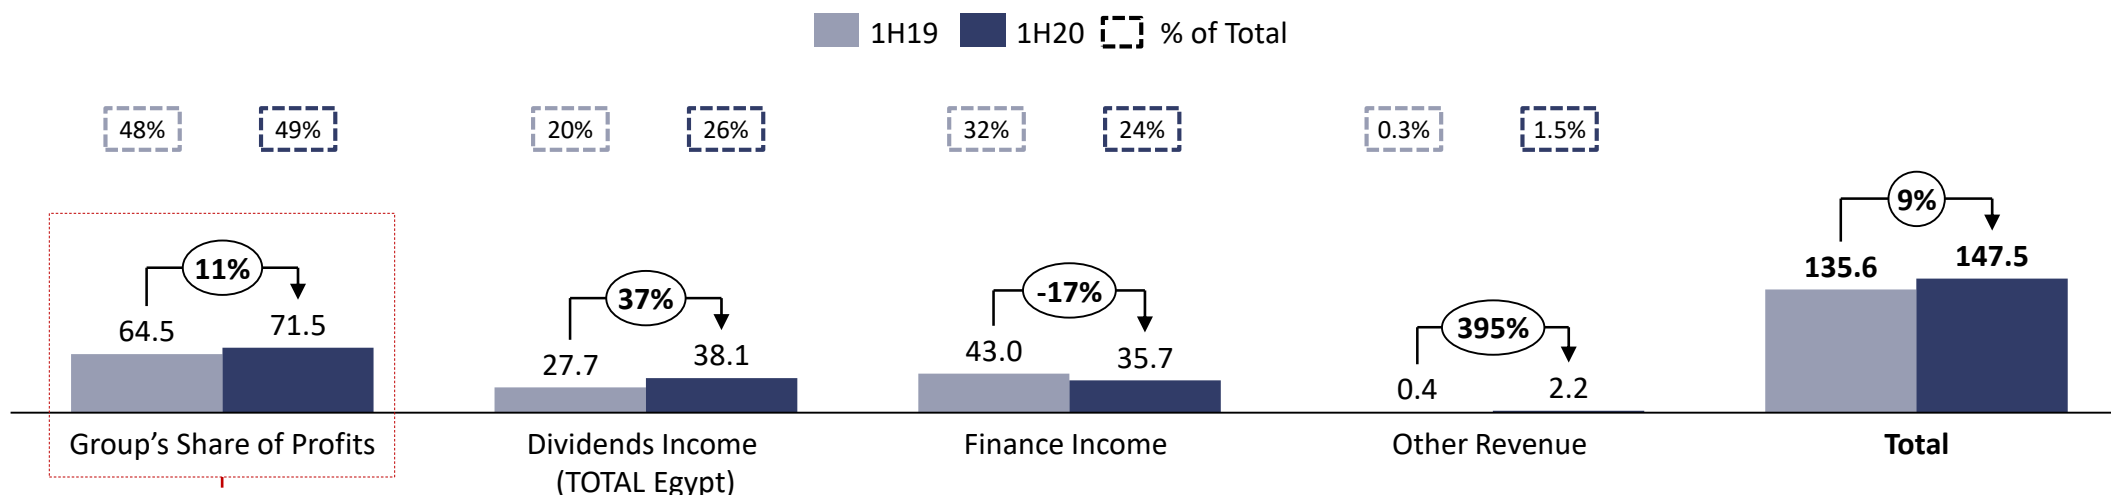 1H19 1H20 % of Total
48% 49% 20% 26% 32% 24% 0.3% 1.5%
11% 37% -17% 395% 9%
64.5 71.5 27.7 38.1 43.0 35.7 0.4 2.2 135.6 147.5
Group's Share of Profits
Dividends Income
(TOTAL Egypt)
Finance Income
Other Revenue
Total